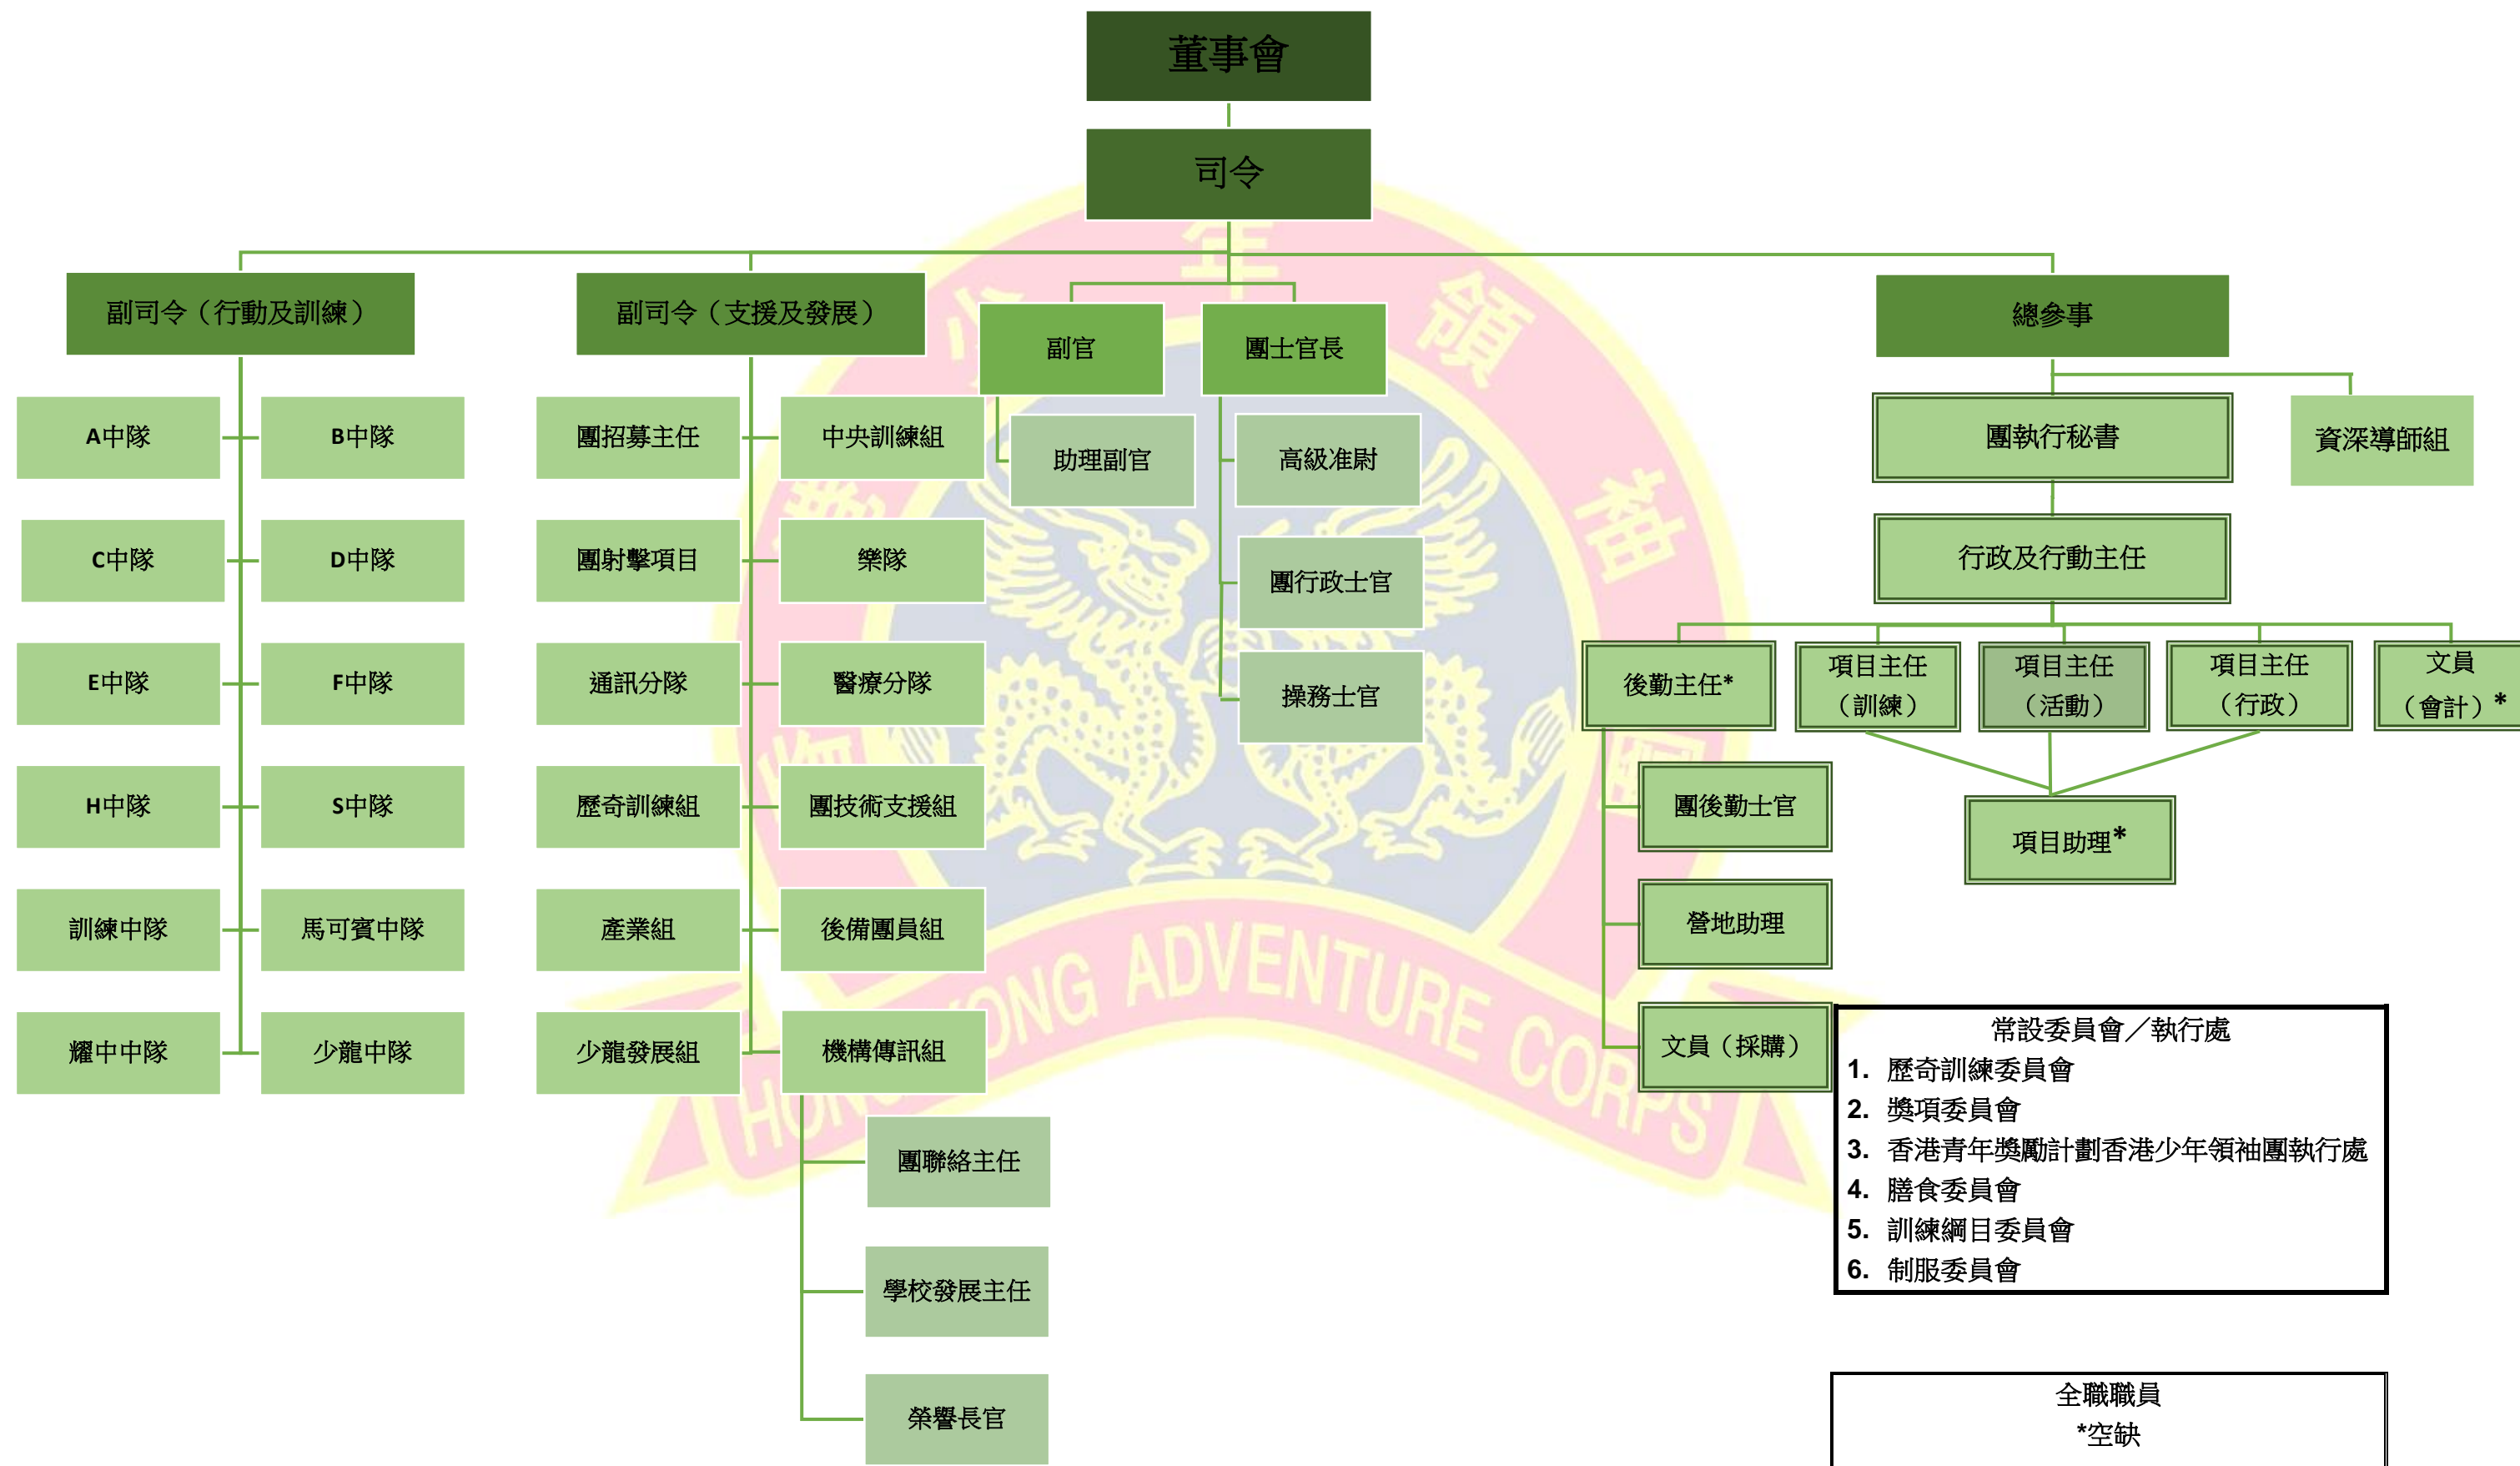 董事會
司令
副司令（行動及訓練）
副司令（支援及發展）
副官
團士官長
總參事
A中隊
B中隊
C中隊
D中隊
E中隊
F中隊
H中隊
S中隊
訓練中隊
馬可賓中隊
耀中中隊
少龍中隊
團招募主任
中央訓練組
團射擊項目
樂隊
通訊分隊
醫療分隊
歷奇訓練組
團技術支援組
產業組
後備團員組
少龍發展組
機構傳訊組
團聯絡主任
學校發展主任
榮譽長官
助理副官
高級准尉
團行政士官
操務士官
團執行秘書
資深導師組
行政及行動主任
後勤主任*
項目主任
（訓練）
項目主任
（活動）
項目主任
（行政）
文員
（會計）*
團後勤士官
營地助理
文員（採購）
項目助理*
常設委員會／執行處
1. 歷奇訓練委員會
2. 獎項委員會
3. 香港青年獎勵計劃香港少年領袖團執行處
4. 膳食委員會
5. 訓練綱目委員會
6. 制服委員會
全職職員
*空缺
香港少年領袖團
HONG KONG ADVENTURE CORPS